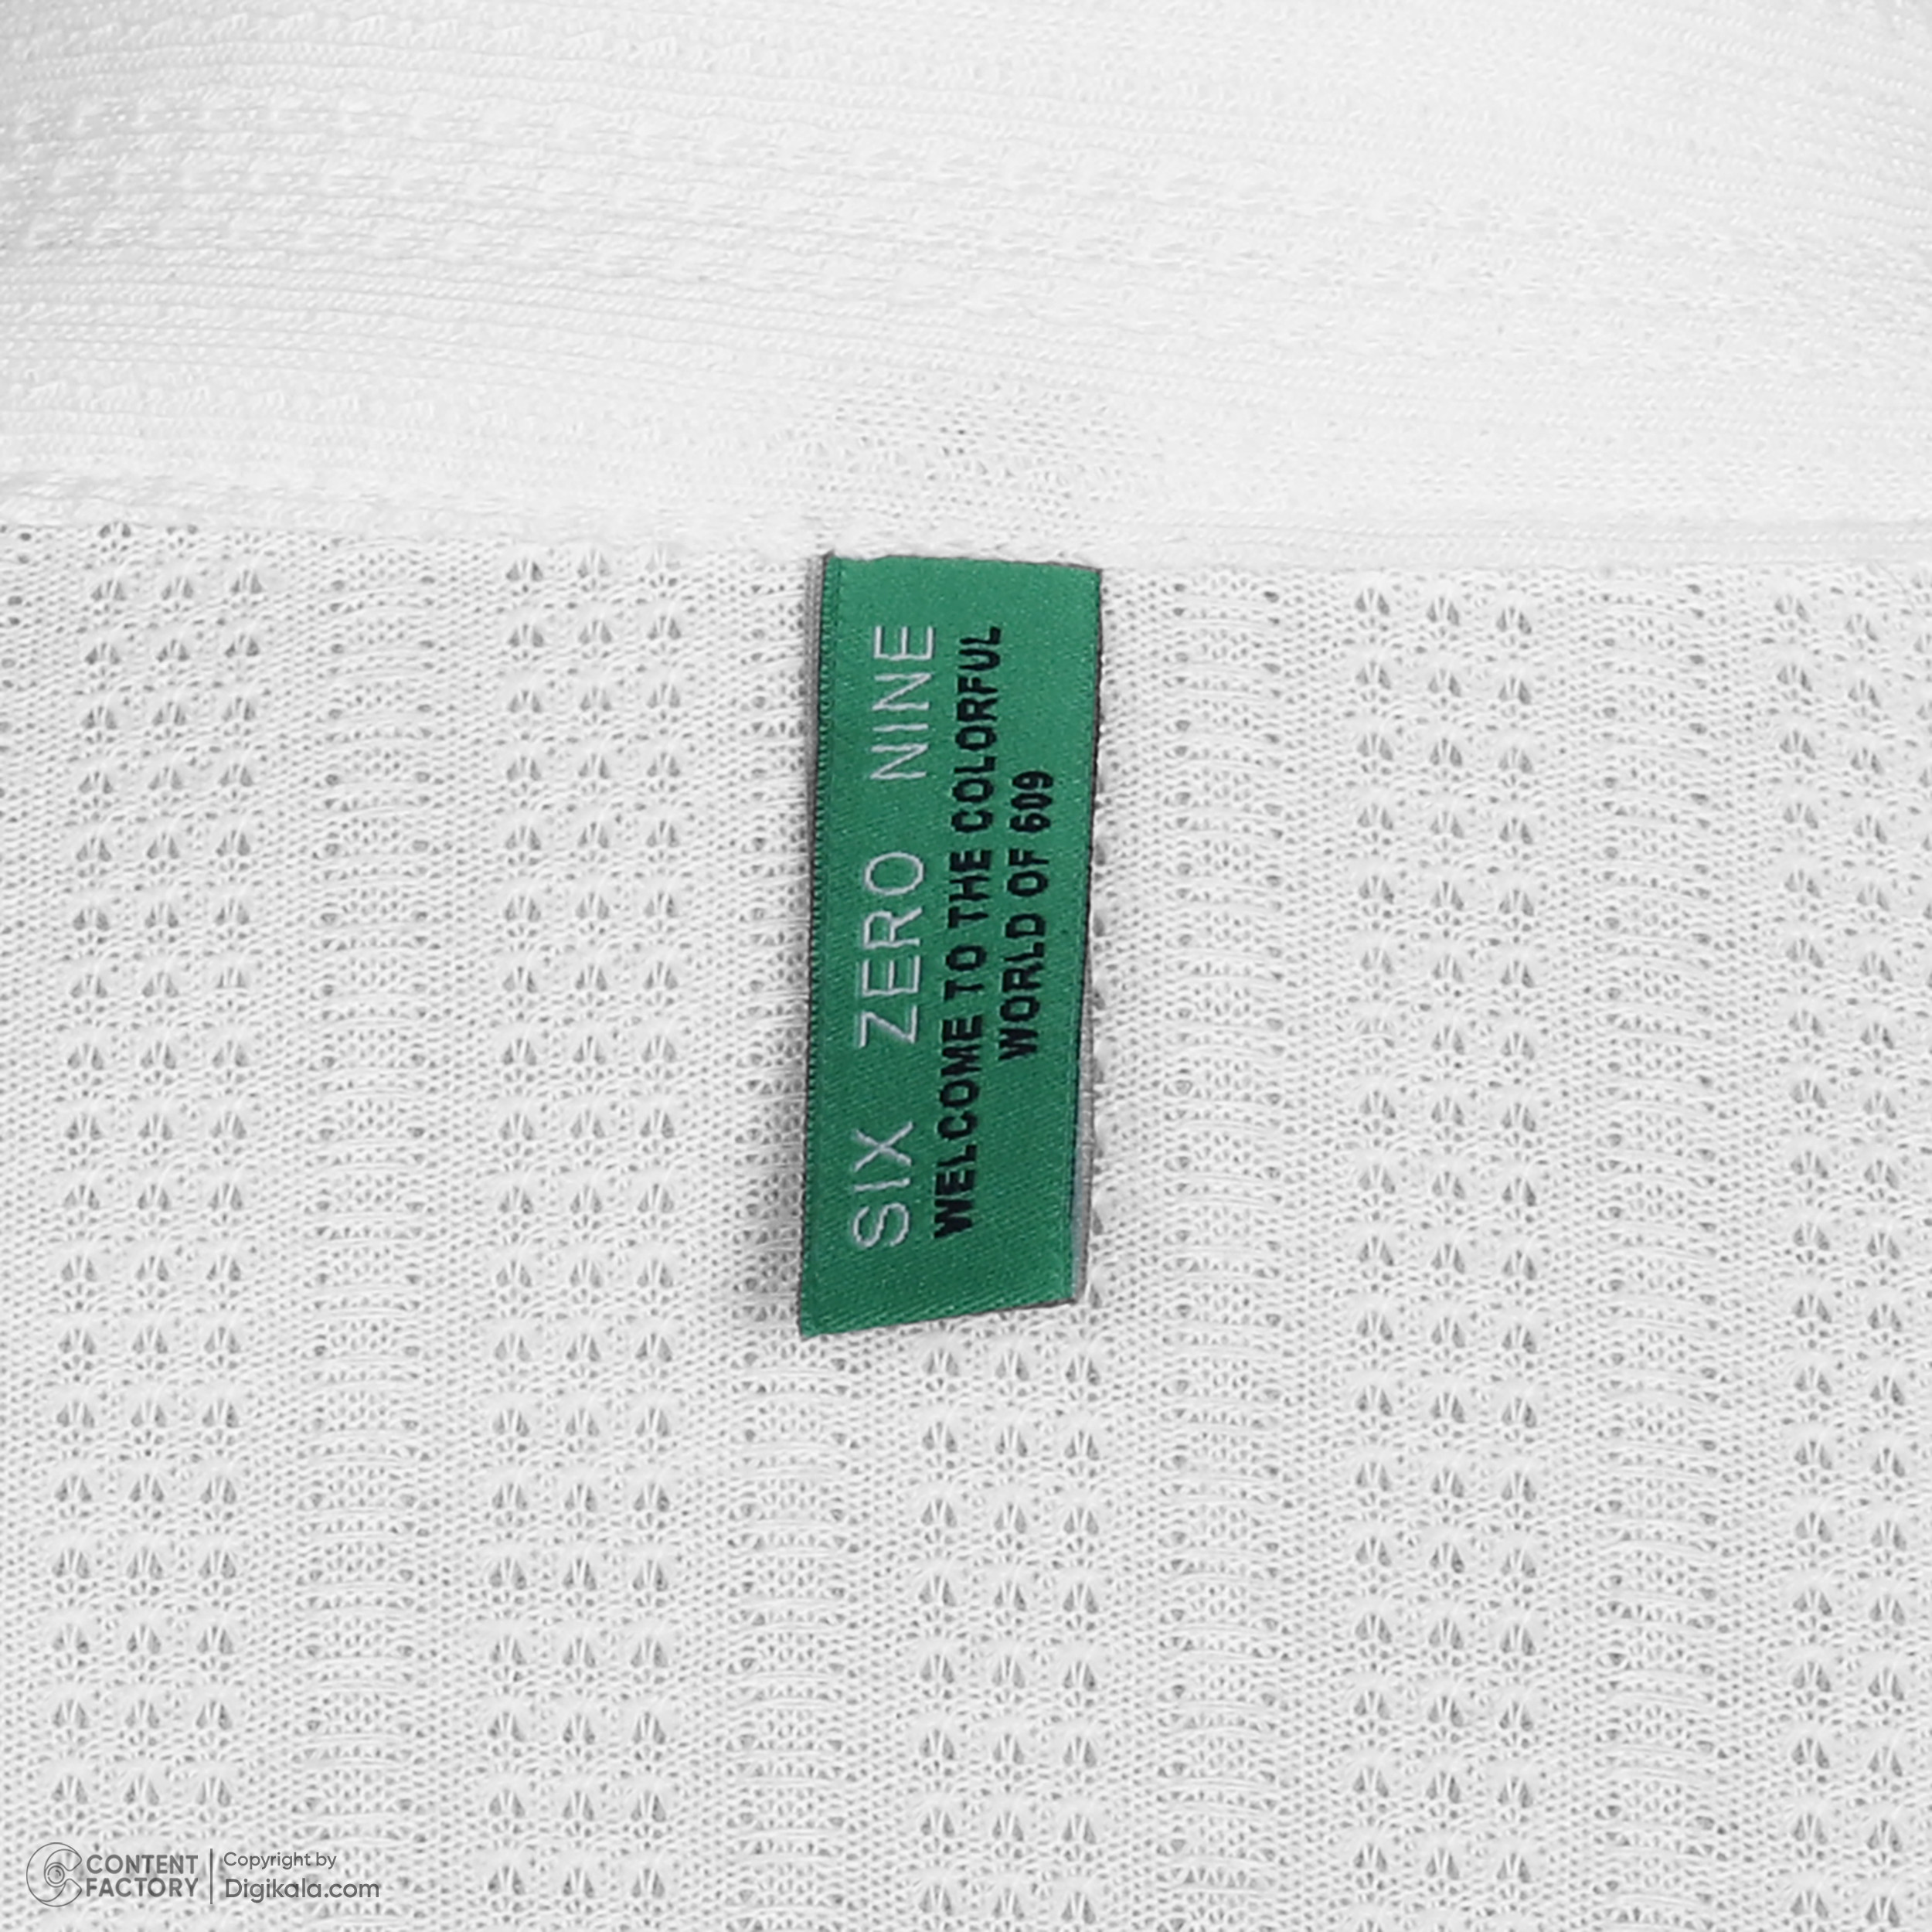 SIX ZERO NINE
WELCOME TO THE COLORFUL
WORLD OF 609
CONTENT
FACTORY
Copyright by
Digikala.com